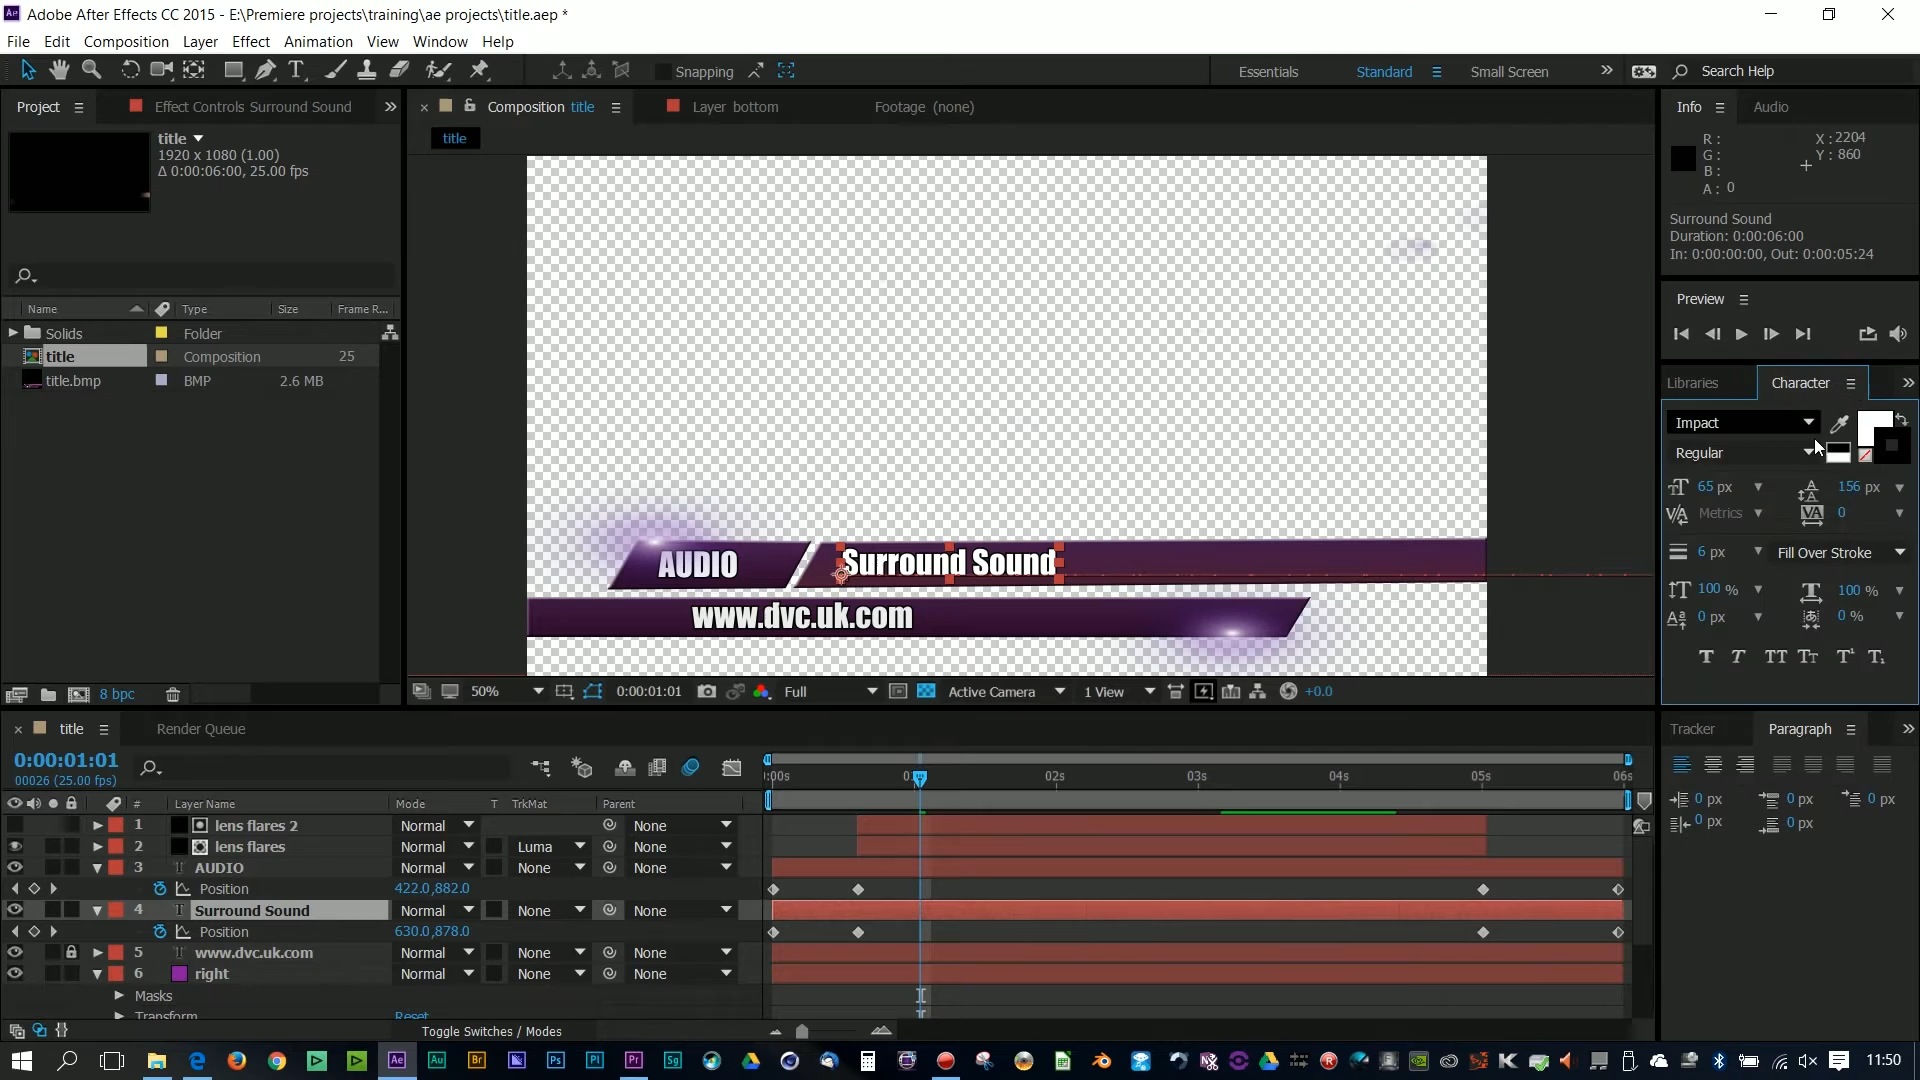 Adobe After Effects CC 2015 - E:\Premiere projects\training\ae projects\title.aep *
File Edit Composition Layer Effect Animation View Window Help
Snapping Essentials Standard Small Screen Search Help
Project Effect Controls Surround Sound Composition title Layer bottom Footage (none) Info Audio
title
1920 x 1080 (1.00)
Δ 0:00:06:00, 25.00 fps
title
R :
G :
B :
A : 0
X : 2204
Y : 860
Surround Sound
Duration: 0:00:06:00
In: 0:00:00:00, Out: 0:00:05:24
Preview
Name Type Size Frame R...
Solids Folder
title Composition 25
title.bmp BMP 2.6 MB
Libraries Character
Impact
Regular
65 px 156 px
Metrics 0
6 px Fill Over Stroke
100 % 100 %
0 px 0 %
AUDIO Surround Sound
www.dvc.uk.com
8 bpc 50% 0:00:01:01 Full Active Camera 1 View +0.0
title Render Queue Tracker Paragraph
0:00:01:01
00026 (25.00 fps)
:00s 02s 03s 04s 05s 06s
0 px 0 px 0 px
0 px 0 px
# Layer Name Mode T TrkMat Parent
1 lens flares 2 Normal None
2 lens flares Normal Luma None
3 AUDIO Normal None None
Position 422.0,882.0
4 Surround Sound Normal None None
Position 630.0,878.0
5 www.dvc.uk.com Normal None None
6 right Normal None None
Masks
Transform Reset
Toggle Switches / Modes
11:50